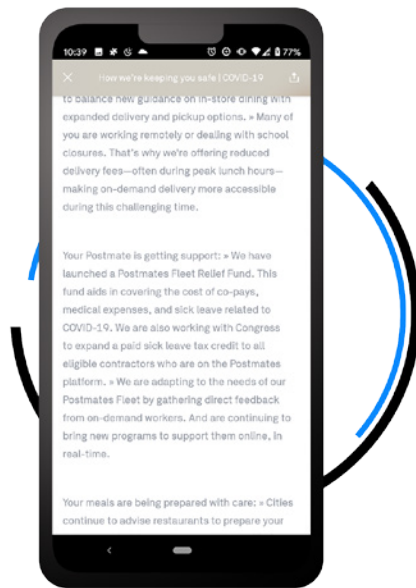 10:39 77%
How we're keeping you safe | COVID-19
to balance new guidance on in-store dining with
expanded delivery and pickup options. » Many of
you are working remotely or dealing with school
closures. That's why we're offering reduced
delivery fees—often during peak lunch hours—
making on-demand delivery more accessible
during this challenging time.
Your Postmate is getting support: » We have
launched a Postmates Fleet Relief Fund. This
fund aids in covering the cost of co-pays,
medical expenses, and sick leave related to
COVID-19. We are also working with Congress
to expand a paid sick leave tax credit to all
eligible contractors who are on the Postmates
platform. » We are adapting to the needs of our
Postmates Fleet by gathering direct feedback
from on-demand workers. And are continuing to
bring new programs to support them online, in
real-time.
Your meals are being prepared with care: » Cities
continue to advise restaurants to prepare your